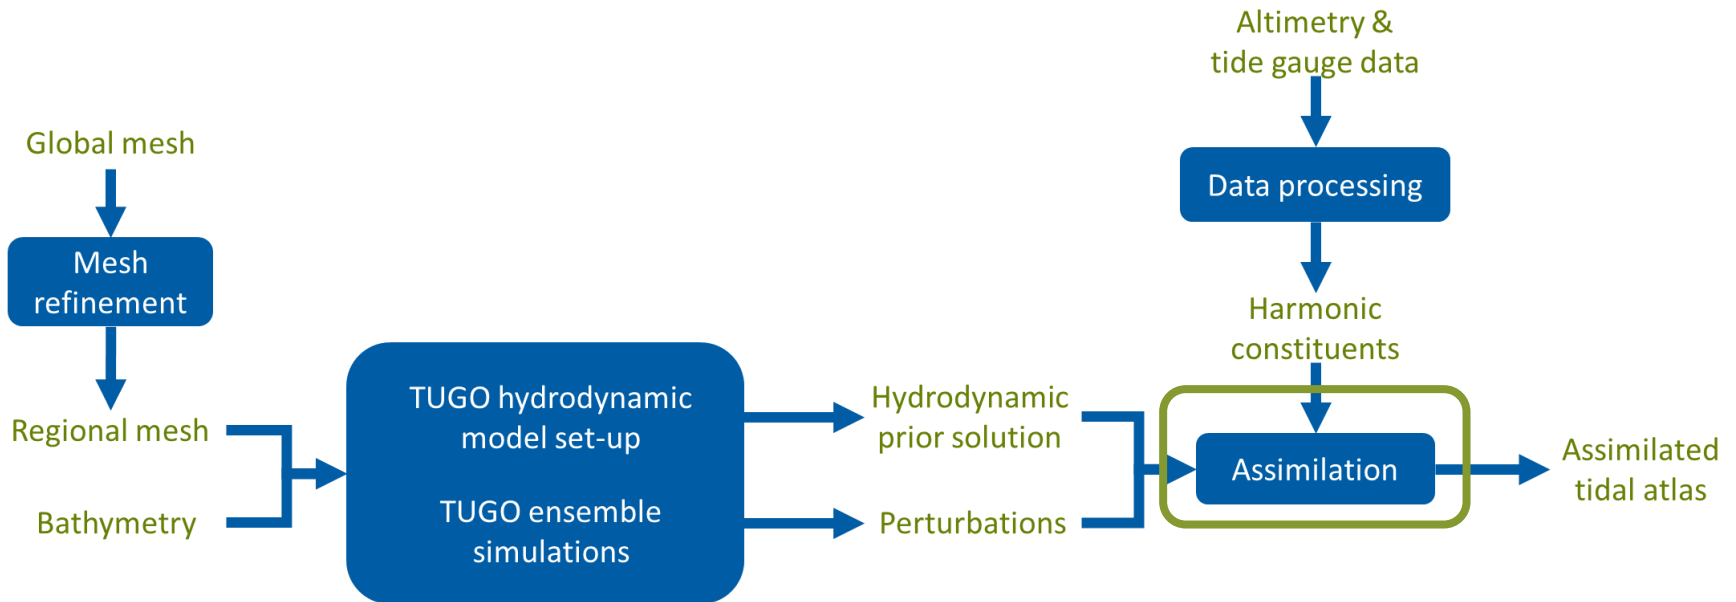 Altimetry &
tide gauge data
Global mesh
Data processing
Mesh
refinement
Harmonic
constituents
Regional mesh
Bathymetry
TUGO hydrodynamic
model set-up
TUGO ensemble
simulations
Hydrodynamic
prior solution
Perturbations
Assimilation
Assimilated
tidal atlas